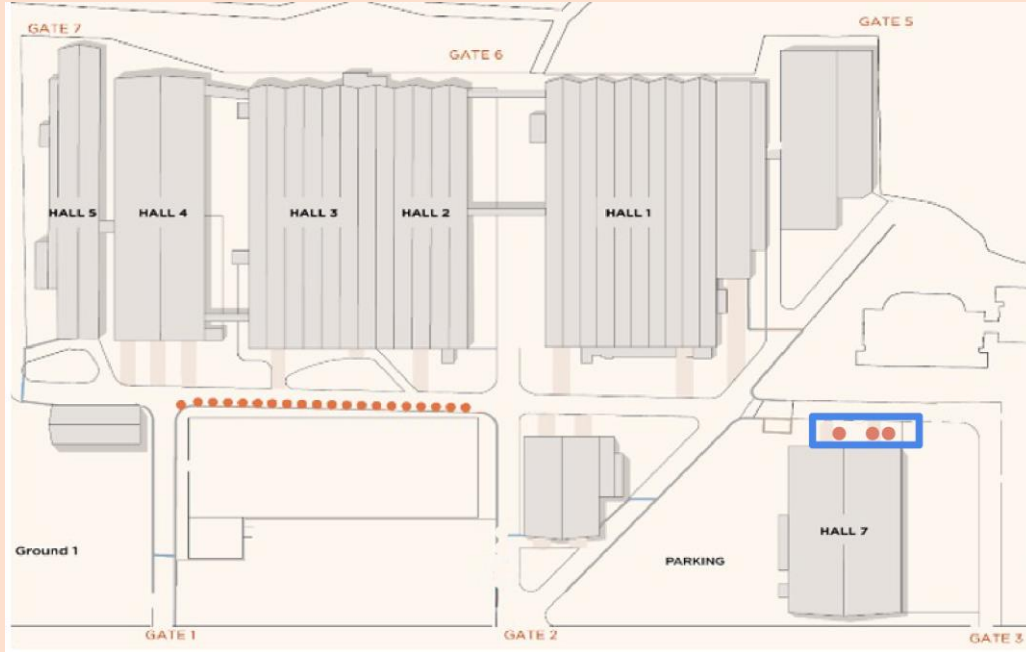 GATE 7
GATE 6
GATE 5
HALL 5
HALL 4
HALL 3
HALL 2
HALL 1
Ground 1
PARKING
HALL 7
GATE 1
GATE 2
GATE 3